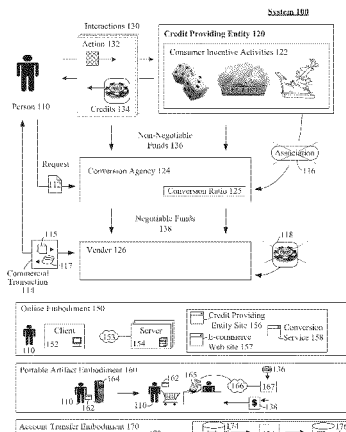 System 100
Interactions 130
Action 132
Credits 134
Person 110
Credit Providing Entity 120
Consumer Incentive Activities 122
Non-Negotiable
Funds 136
Association
116
Request
112
Conversion Agency 124
Conversion Ratio 125
Negotiable Funds
138
115
117
Vender 126
118
Commercial
Transaction
114
Online Embodiment 150
110
Client
152
153
Server
154
Credit Providing
Entity Site 156
E-commerce
Web site 157
Conversion
Service 158
Portable Artifact Embodiment 160
110
164
162
110
162
165
166
136
167
138
Account Transfer Embodiment 170
174
176